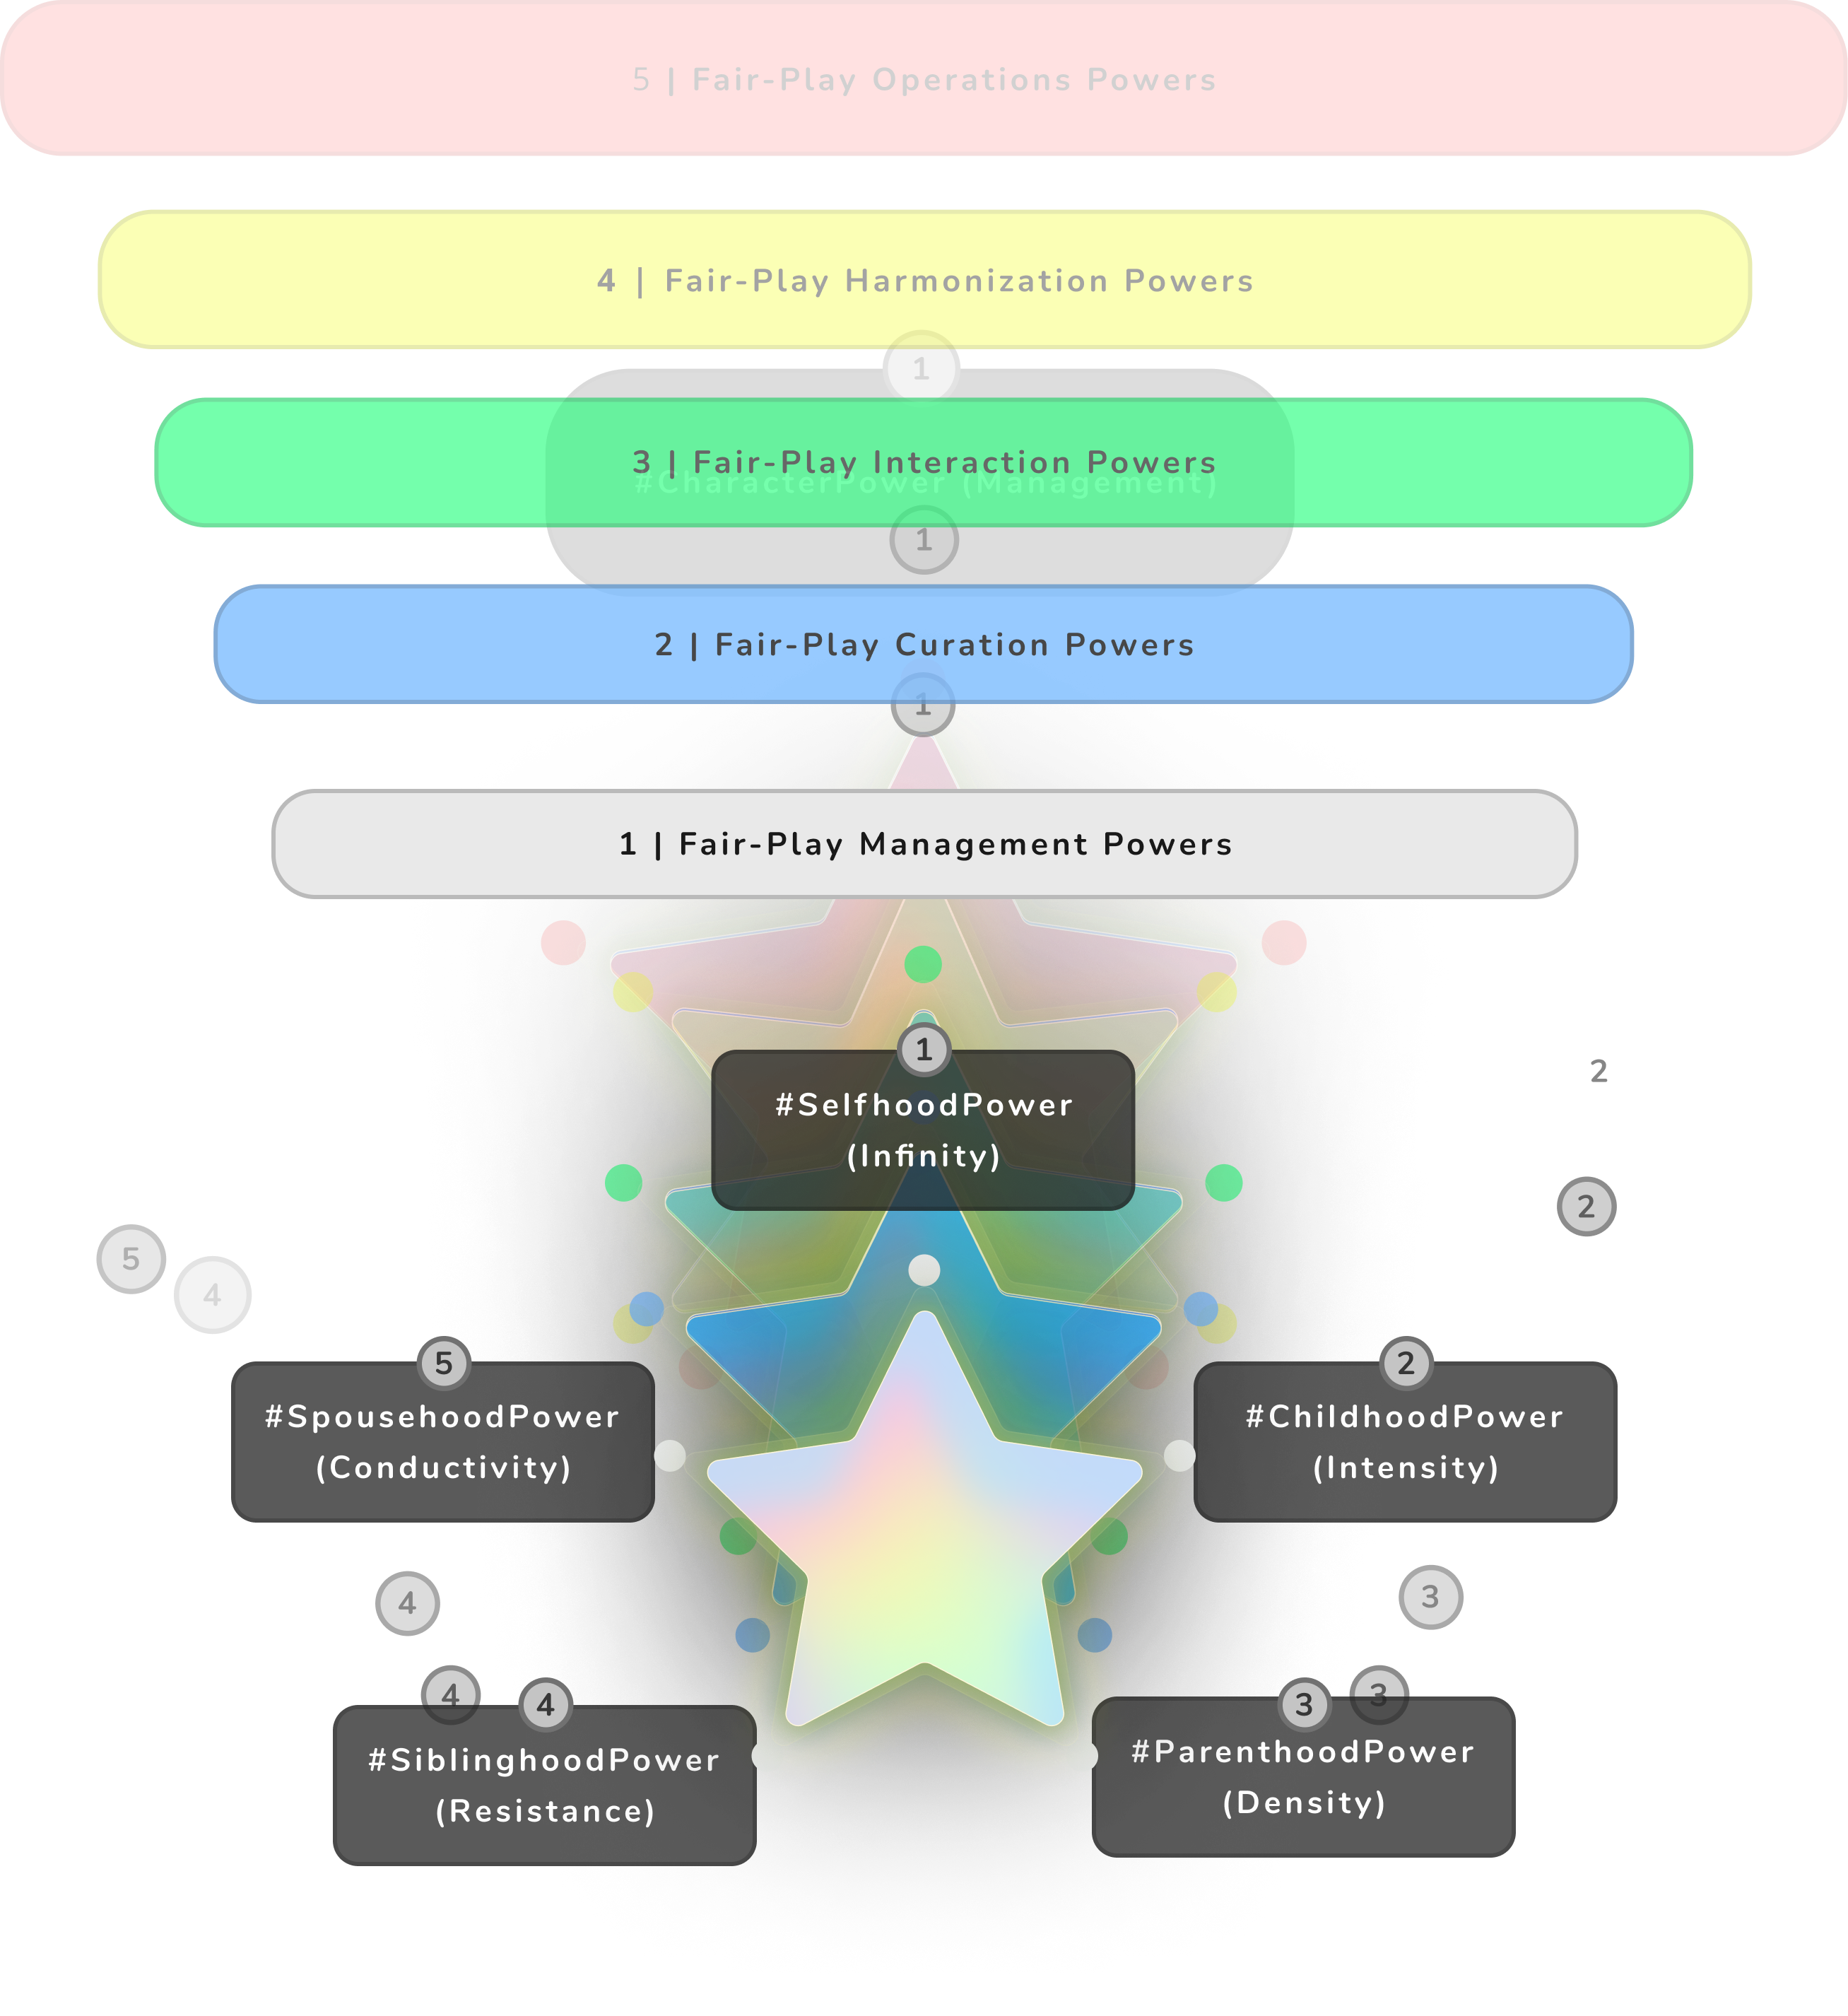 5 | Fair-Play Operations Powers
4 | Fair-Play Harmonization Powers
1
3 | Fair-Play Interaction Powers
#CharacterPower (Management)
1
2 | Fair-Play Curation Powers
1
1 | Fair-Play Management Powers
1
#SelfhoodPower
(Infinity)
2
2
5
4
5
#SpousehoodPower
(Conductivity)
2
#ChildhoodPower
(Intensity)
4
3
4
4
#SiblinghoodPower
(Resistance)
3
3
#ParenthoodPower
(Density)